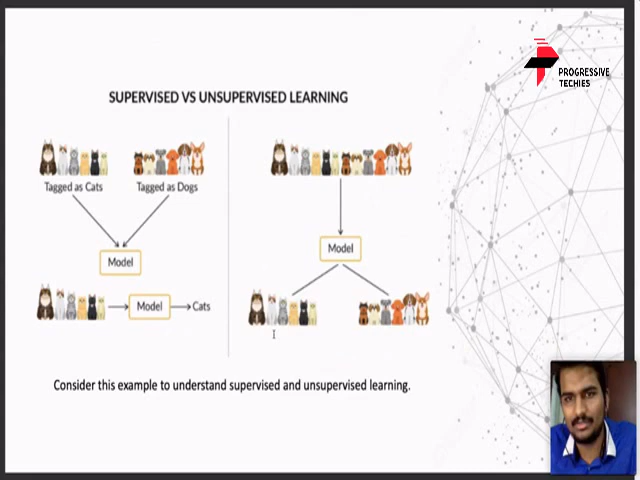 PROGRESSIVE
TECHIES
SUPERVISED VS UNSUPERVISED LEARNING
Tagged as Cats
Tagged as Dogs
Model
Model
Model
Cats
Consider this example to understand supervised and unsupervised learning.